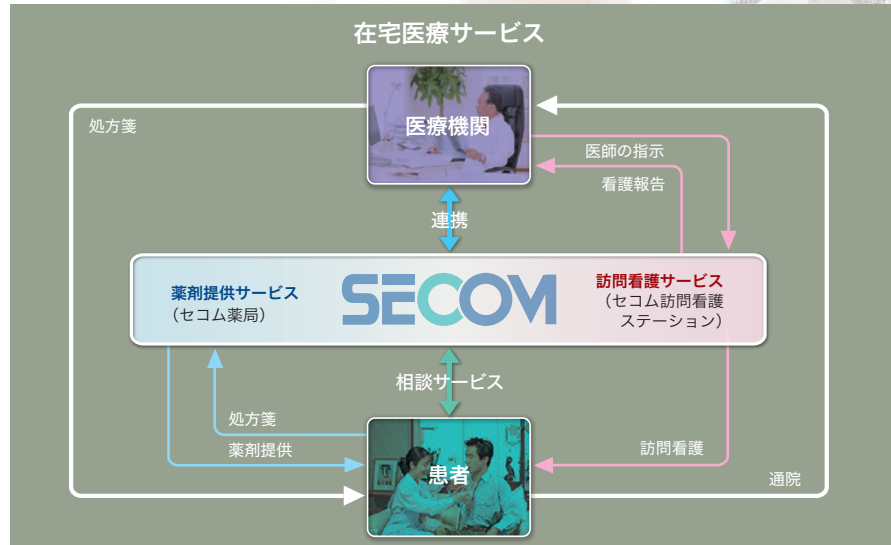 在宅医療サービス
医療機関
処方箋
医師の指示
看護報告
連携
薬剤提供サービス
（セコム薬局）
SECOM
訪問看護サービス
（セコム訪問看護
ステーション）
相談サービス
処方箋
薬剤提供
患者
訪問看護
通院